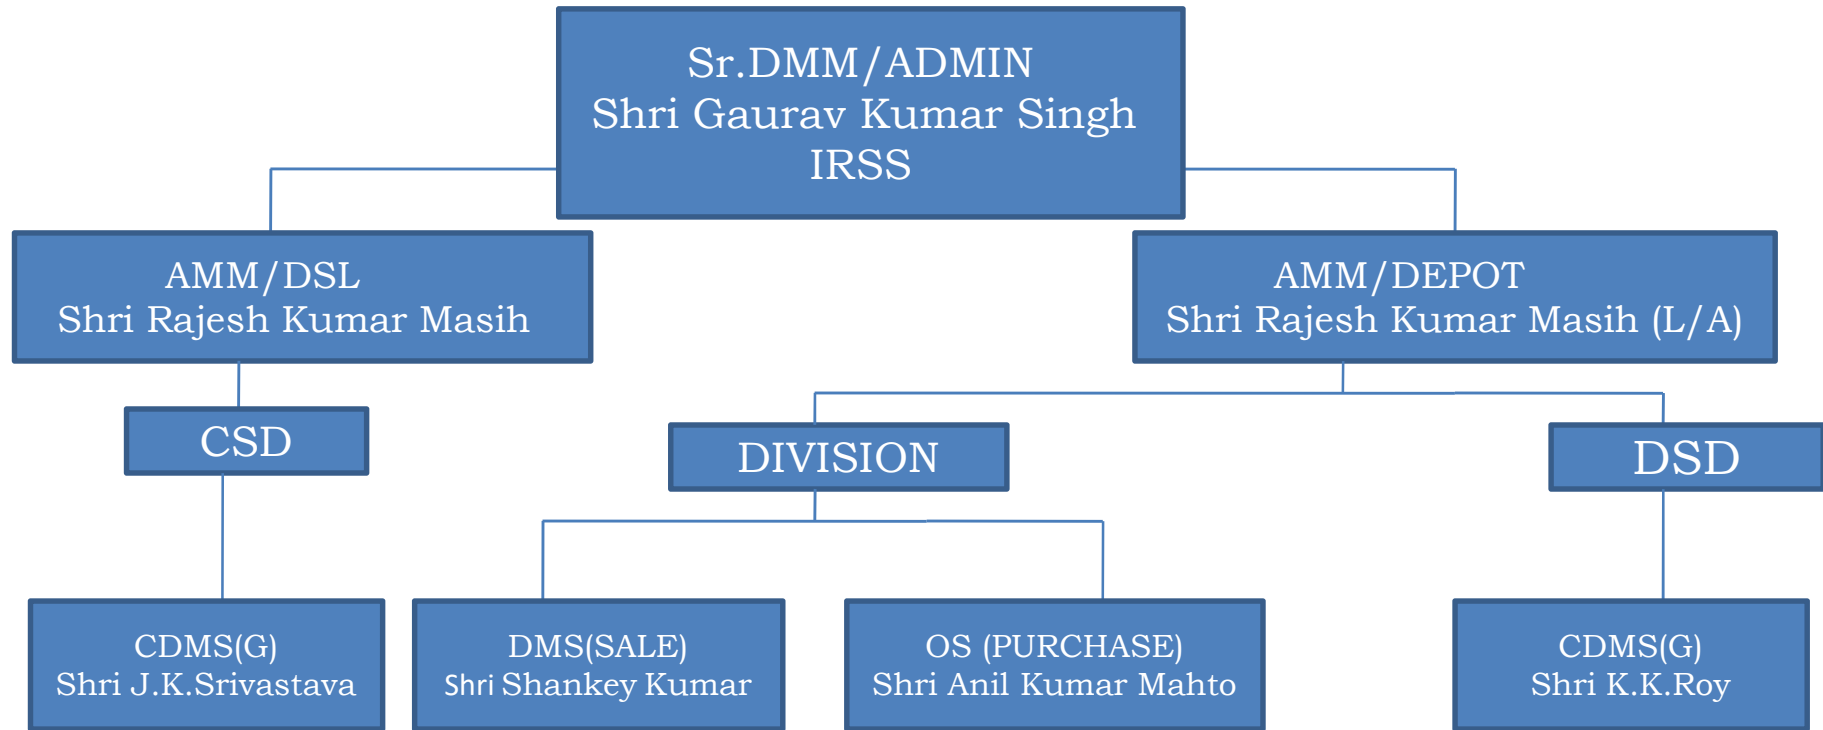 Sr.DMM/ADMIN
Shri Gaurav Kumar Singh
IRSS
AMM/DSL
Shri Rajesh Kumar Masih
AMM/DEPOT
Shri Rajesh Kumar Masih (L/A)
CSD
DIVISION
DSD
CDMS(G)
Shri J.K.Srivastava
DMS(SALE)
Shri Shankey Kumar
OS (PURCHASE)
Shri Anil Kumar Mahto
CDMS(G)
Shri K.K.Roy